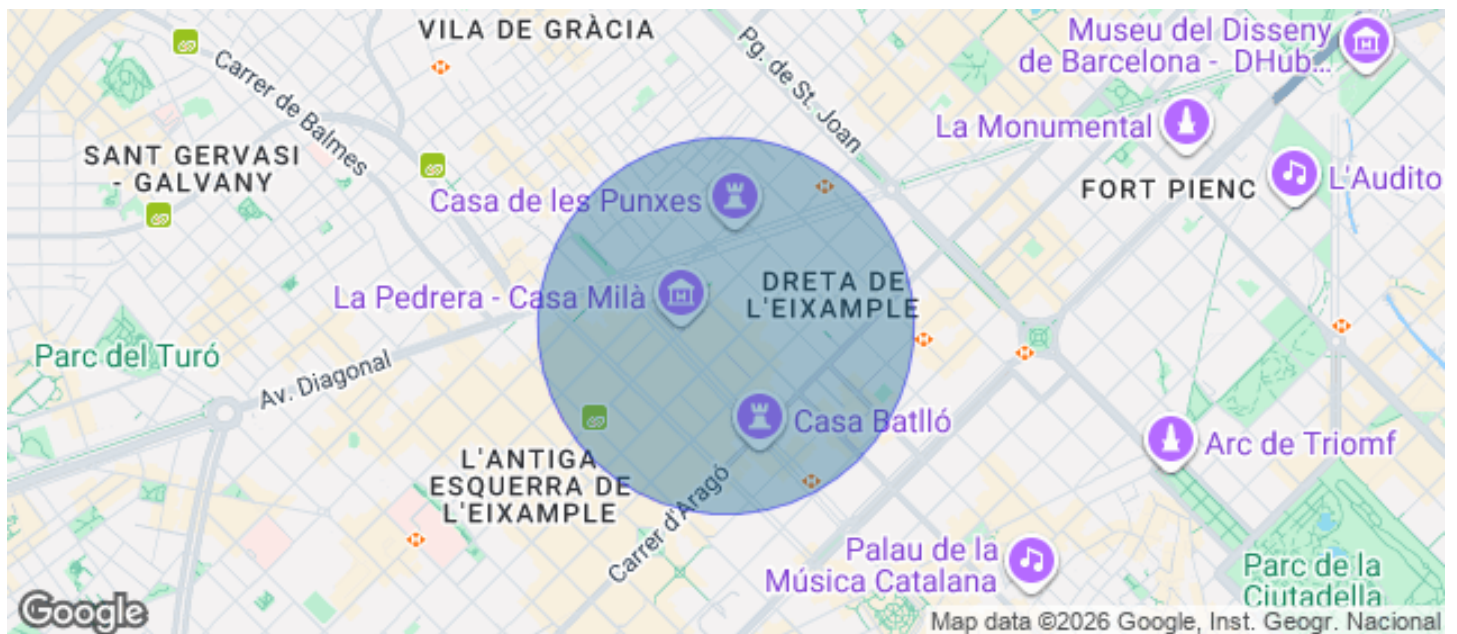 VILA DE GRÀCIA
Carrer de Balmes
Pg. de St. Joan
Museu del Disseny
de Barcelona - DHub...
La Monumental
SANT GERVASI
- GALVANY
Casa de les Punxes
FORT PIENC
L'Audito
La Pedrera - Casa Milà
DRETA DE
L'EIXAMPLE
Parc del Turó
Av. Diagonal
Casa Batlló
L'ANTIGA
ESQUERRA DE
L'EIXAMPLE
Carrer d'Aragó
Arc de Triomf
Palau de la
Música Catalana
Parc de la
Ciutadella
Google
Map data ©2026 Google, Inst. Geogr. Nacional